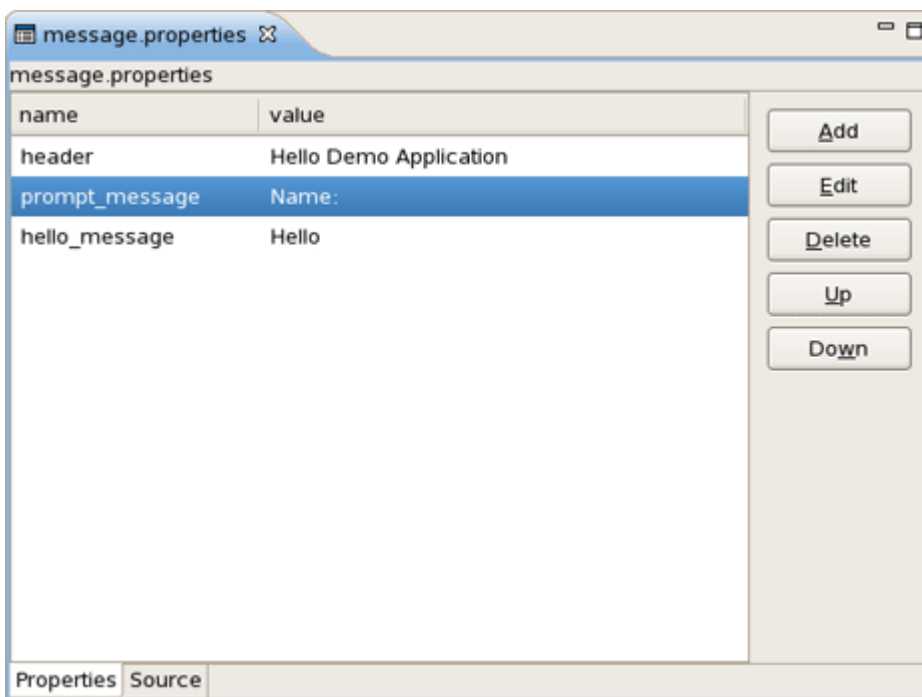 message.properties
message.properties
name value
header Hello Demo Application
prompt_message Name:
hello_message Hello
Add
Edit
Delete
Up
Down
Properties Source